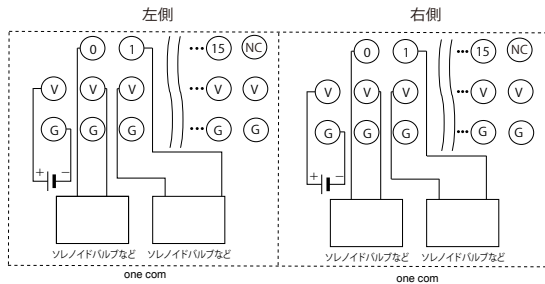 左側
0 1 ••• 15 NC
V V V ••• V V
G G G ••• G G
+ −
ソレノイドバルブなど ソレノイドバルブなど
one com
右側
0 1 ••• 15 NC
V V V ••• V V
G G G ••• G G
+ −
ソレノイドバルブなど ソレノイドバルブなど
one com